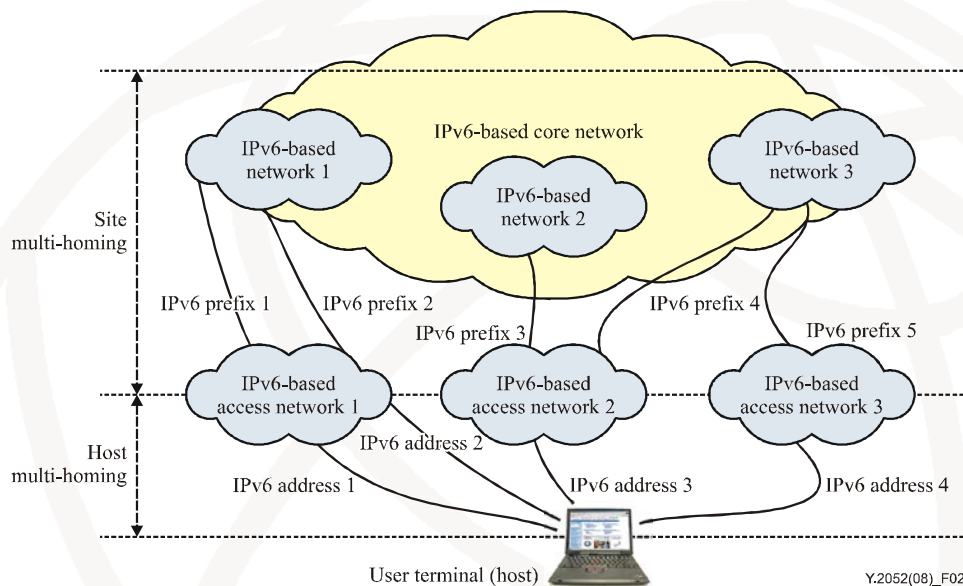 IPv6-based core network
IPv6-based
network 1
IPv6-based
network 2
IPv6-based
network 3
Site
multi-homing
IPv6 prefix 1
IPv6 prefix 2
IPv6 prefix 3
IPv6 prefix 4
IPv6 prefix 5
IPv6-based
access network 1
IPv6-based
access network 2
IPv6-based
access network 3
Host
multi-homing
IPv6 address 1
IPv6 address 2
IPv6 address 3
IPv6 address 4
User terminal (host)
Y.2052(08)_F02